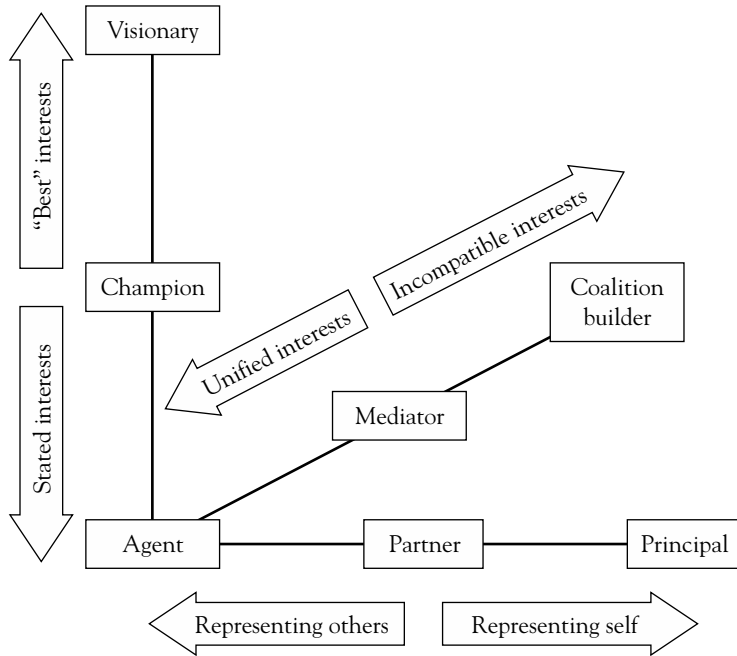 Visionary
“Best” interests
Incompatible interests
Champion
Coalition
builder
Unified interests
Stated interests
Mediator
Agent
Partner
Principal
Representing others
Representing self